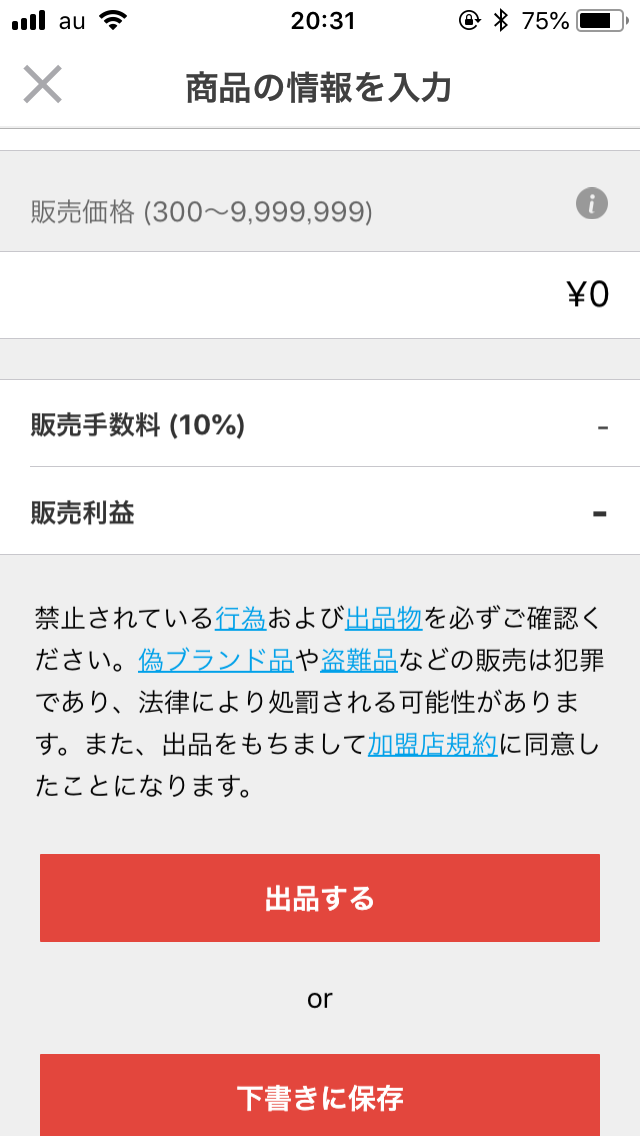 au 20:31 75%
商品の情報を入力
販売価格 (300〜9,999,999)
¥0
販売手数料 (10%) -
販売利益 -
禁止されている行為および出品物を必ずご確認く
ださい。偽ブランド品や盗難品などの販売は犯罪
であり、法律により処罰される可能性がありま
す。また、出品をもちまして加盟店規約に同意し
たことになります。
出品する
or
下書きに保存